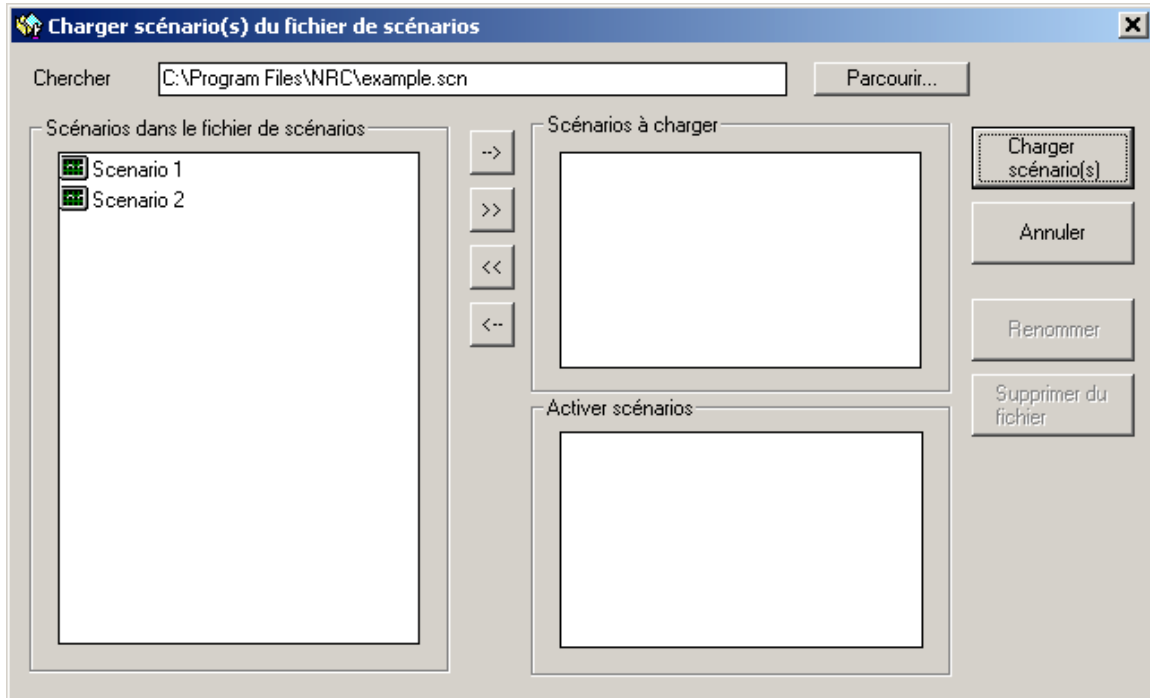 Charger scénario(s) du fichier de scénarios
Chercher
C:\Program Files\NRC\example.scn
Parcourir...
Scénarios dans le fichier de scénarios
Scenario 1
Scenario 2
-->
>>
<<
<--
Scénarios à charger
Activer scénarios
Charger
scénario(s)
Annuler
Renommer
Supprimer du
fichier